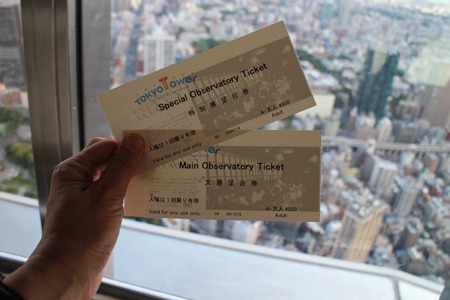 TOKYO TOWER
Special Observatory Ticket
特別展望台券
入場は1回限り有効
A-大人 ¥600
Valid for one use only
Adult
Main Observatory Ticket
大展望台券
入場は1回限り有効
A-大人 ¥820
Valid for one use only
Adult